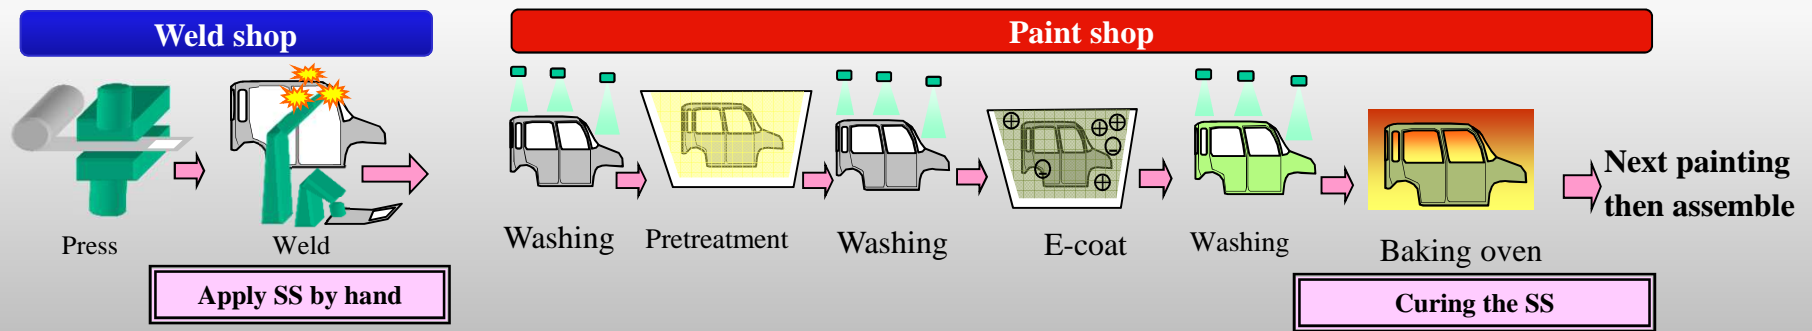 Weld shop
Paint shop
Press
Weld
Apply SS by hand
Washing
Pretreatment
Washing
E-coat
Washing
Baking oven
Curing the SS
Next painting
then assemble